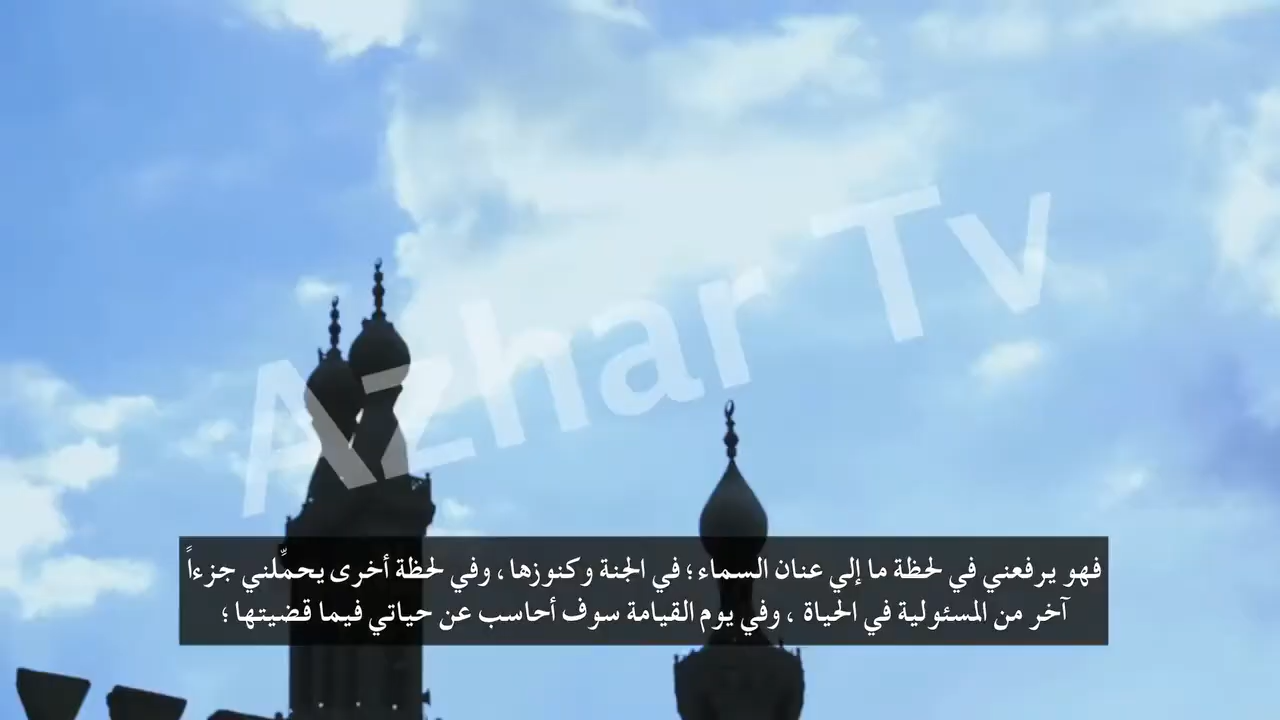 Azhar Tv
فهو يرفعني في لحظة ما إلي عنان السماء؛ في الجنة وكنوزها، وفي لحظة أخرى يحمِّلني جزءاً
آخر من المسئولية في الحياة ، وفي يوم القيامة سوف أحاسب عن حياتي فيما قضيتها ؛